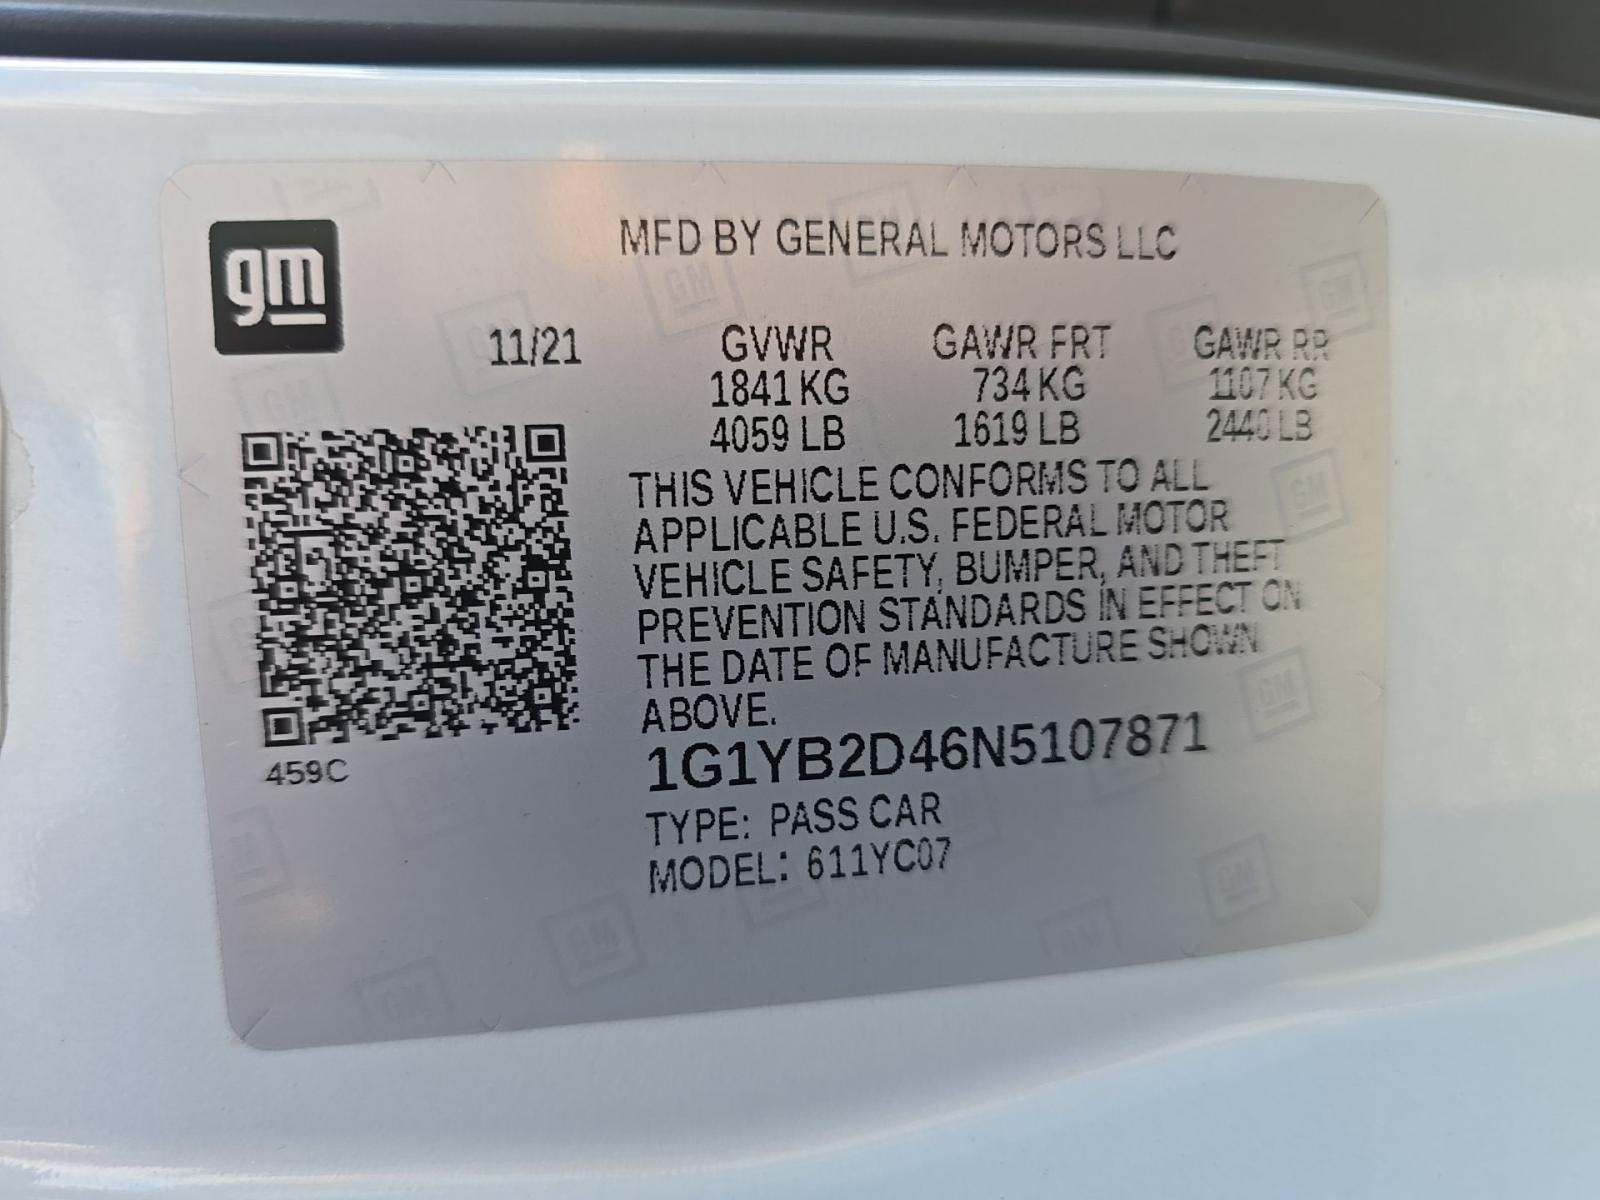 gm
MFD BY GENERAL MOTORS LLC
11/21 GVWR GAWR FRT GAWR RR
1841 KG 734 KG 1107 KG
4059 LB 1619 LB 2440 LB
THIS VEHICLE CONFORMS TO ALL
APPLICABLE U.S. FEDERAL MOTOR
VEHICLE SAFETY, BUMPER, AND THEFT
PREVENTION STANDARDS IN EFFECT ON
THE DATE OF MANUFACTURE SHOWN
ABOVE.
459C
1G1YB2D46N5107871
TYPE: PASS CAR
MODEL: 611YC07